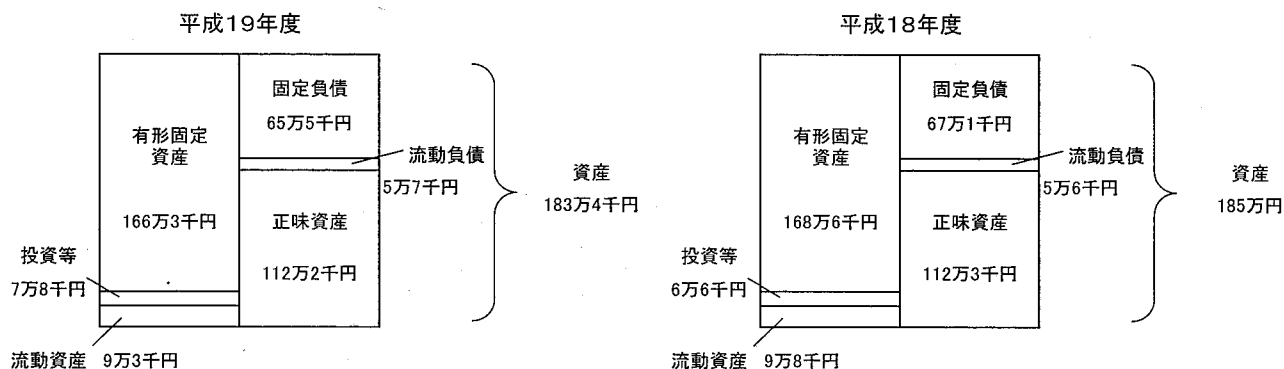 平成19年度
有形固定
資産
166万3千円
投資等
7万8千円
流動資産 9万3千円
固定負債
65万5千円
流動負債
5万7千円
正味資産
112万2千円
資産
183万4千円
平成18年度
有形固定
資産
168万6千円
投資等
6万6千円
流動資産 9万8千円
固定負債
67万1千円
流動負債
5万6千円
正味資産
112万3千円
資産
185万円